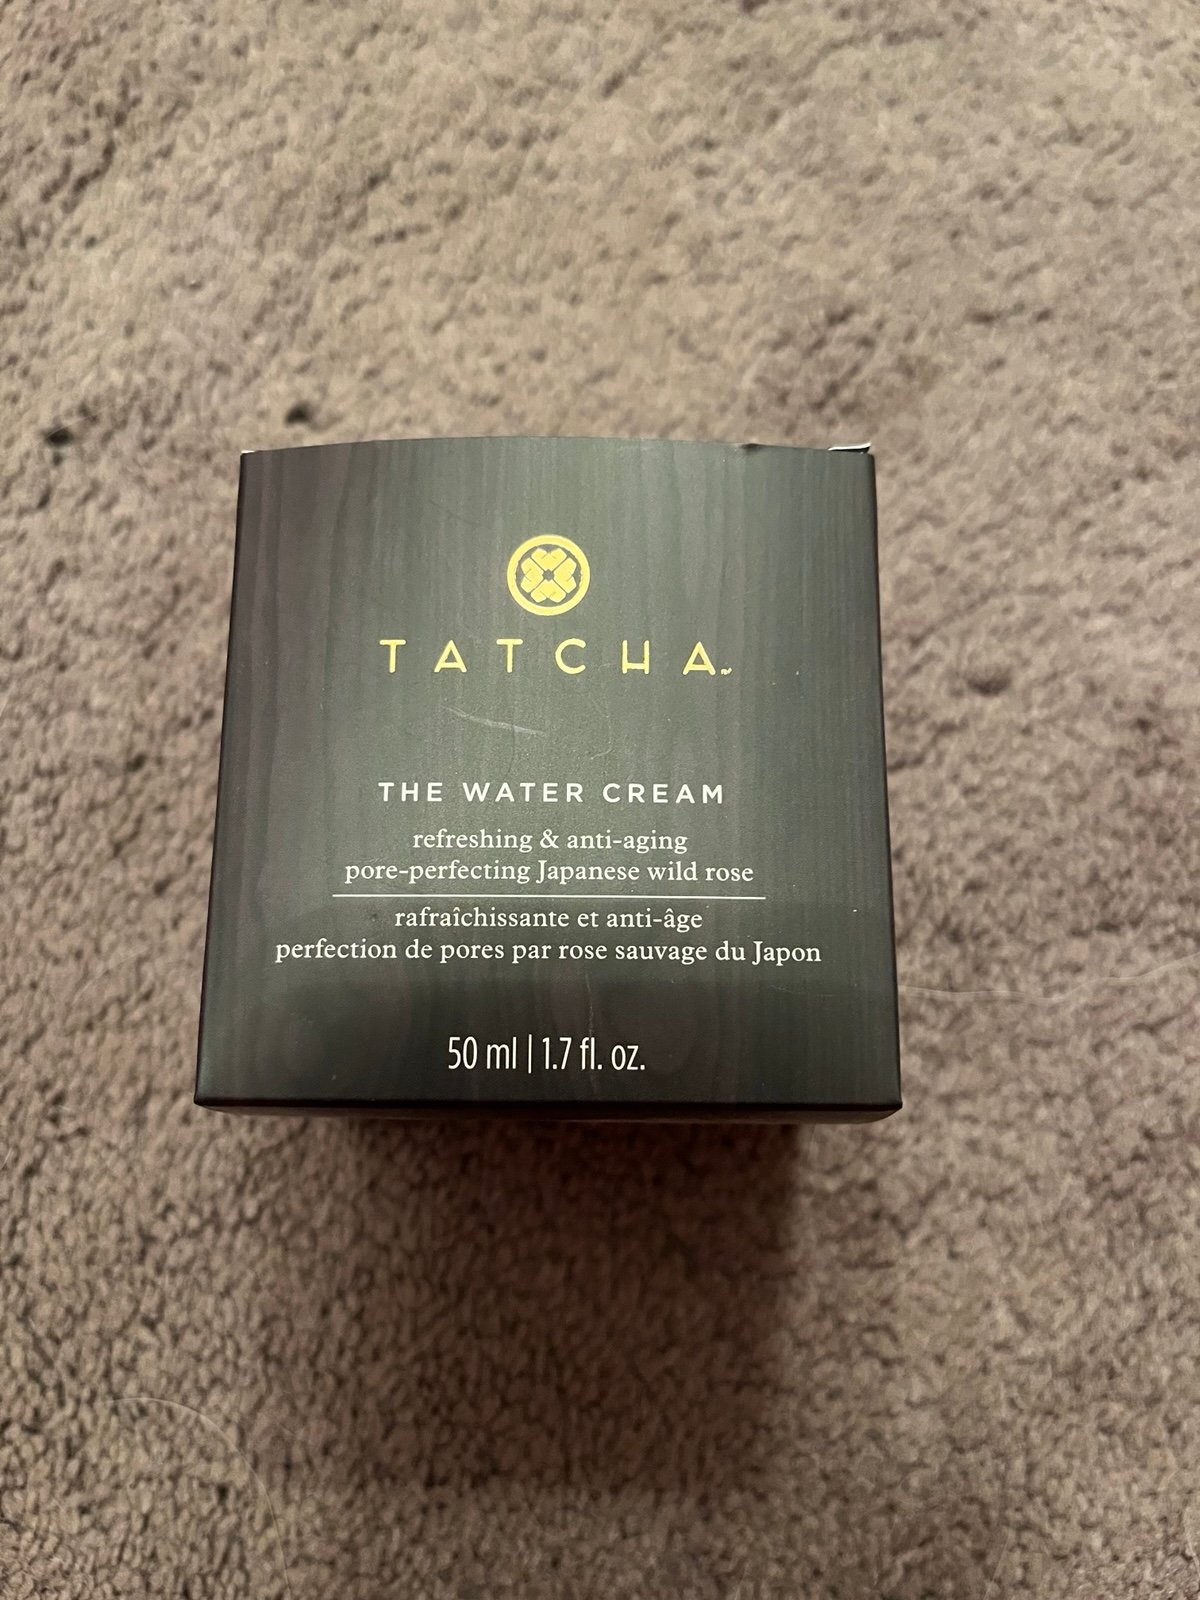 TATCHA
THE WATER CREAM
refreshing & anti-aging
pore-perfecting Japanese wild rose
rafraîchissante et anti-âge
perfection de pores par rose sauvage du Japon
50 ml | 1.7 fl. oz.